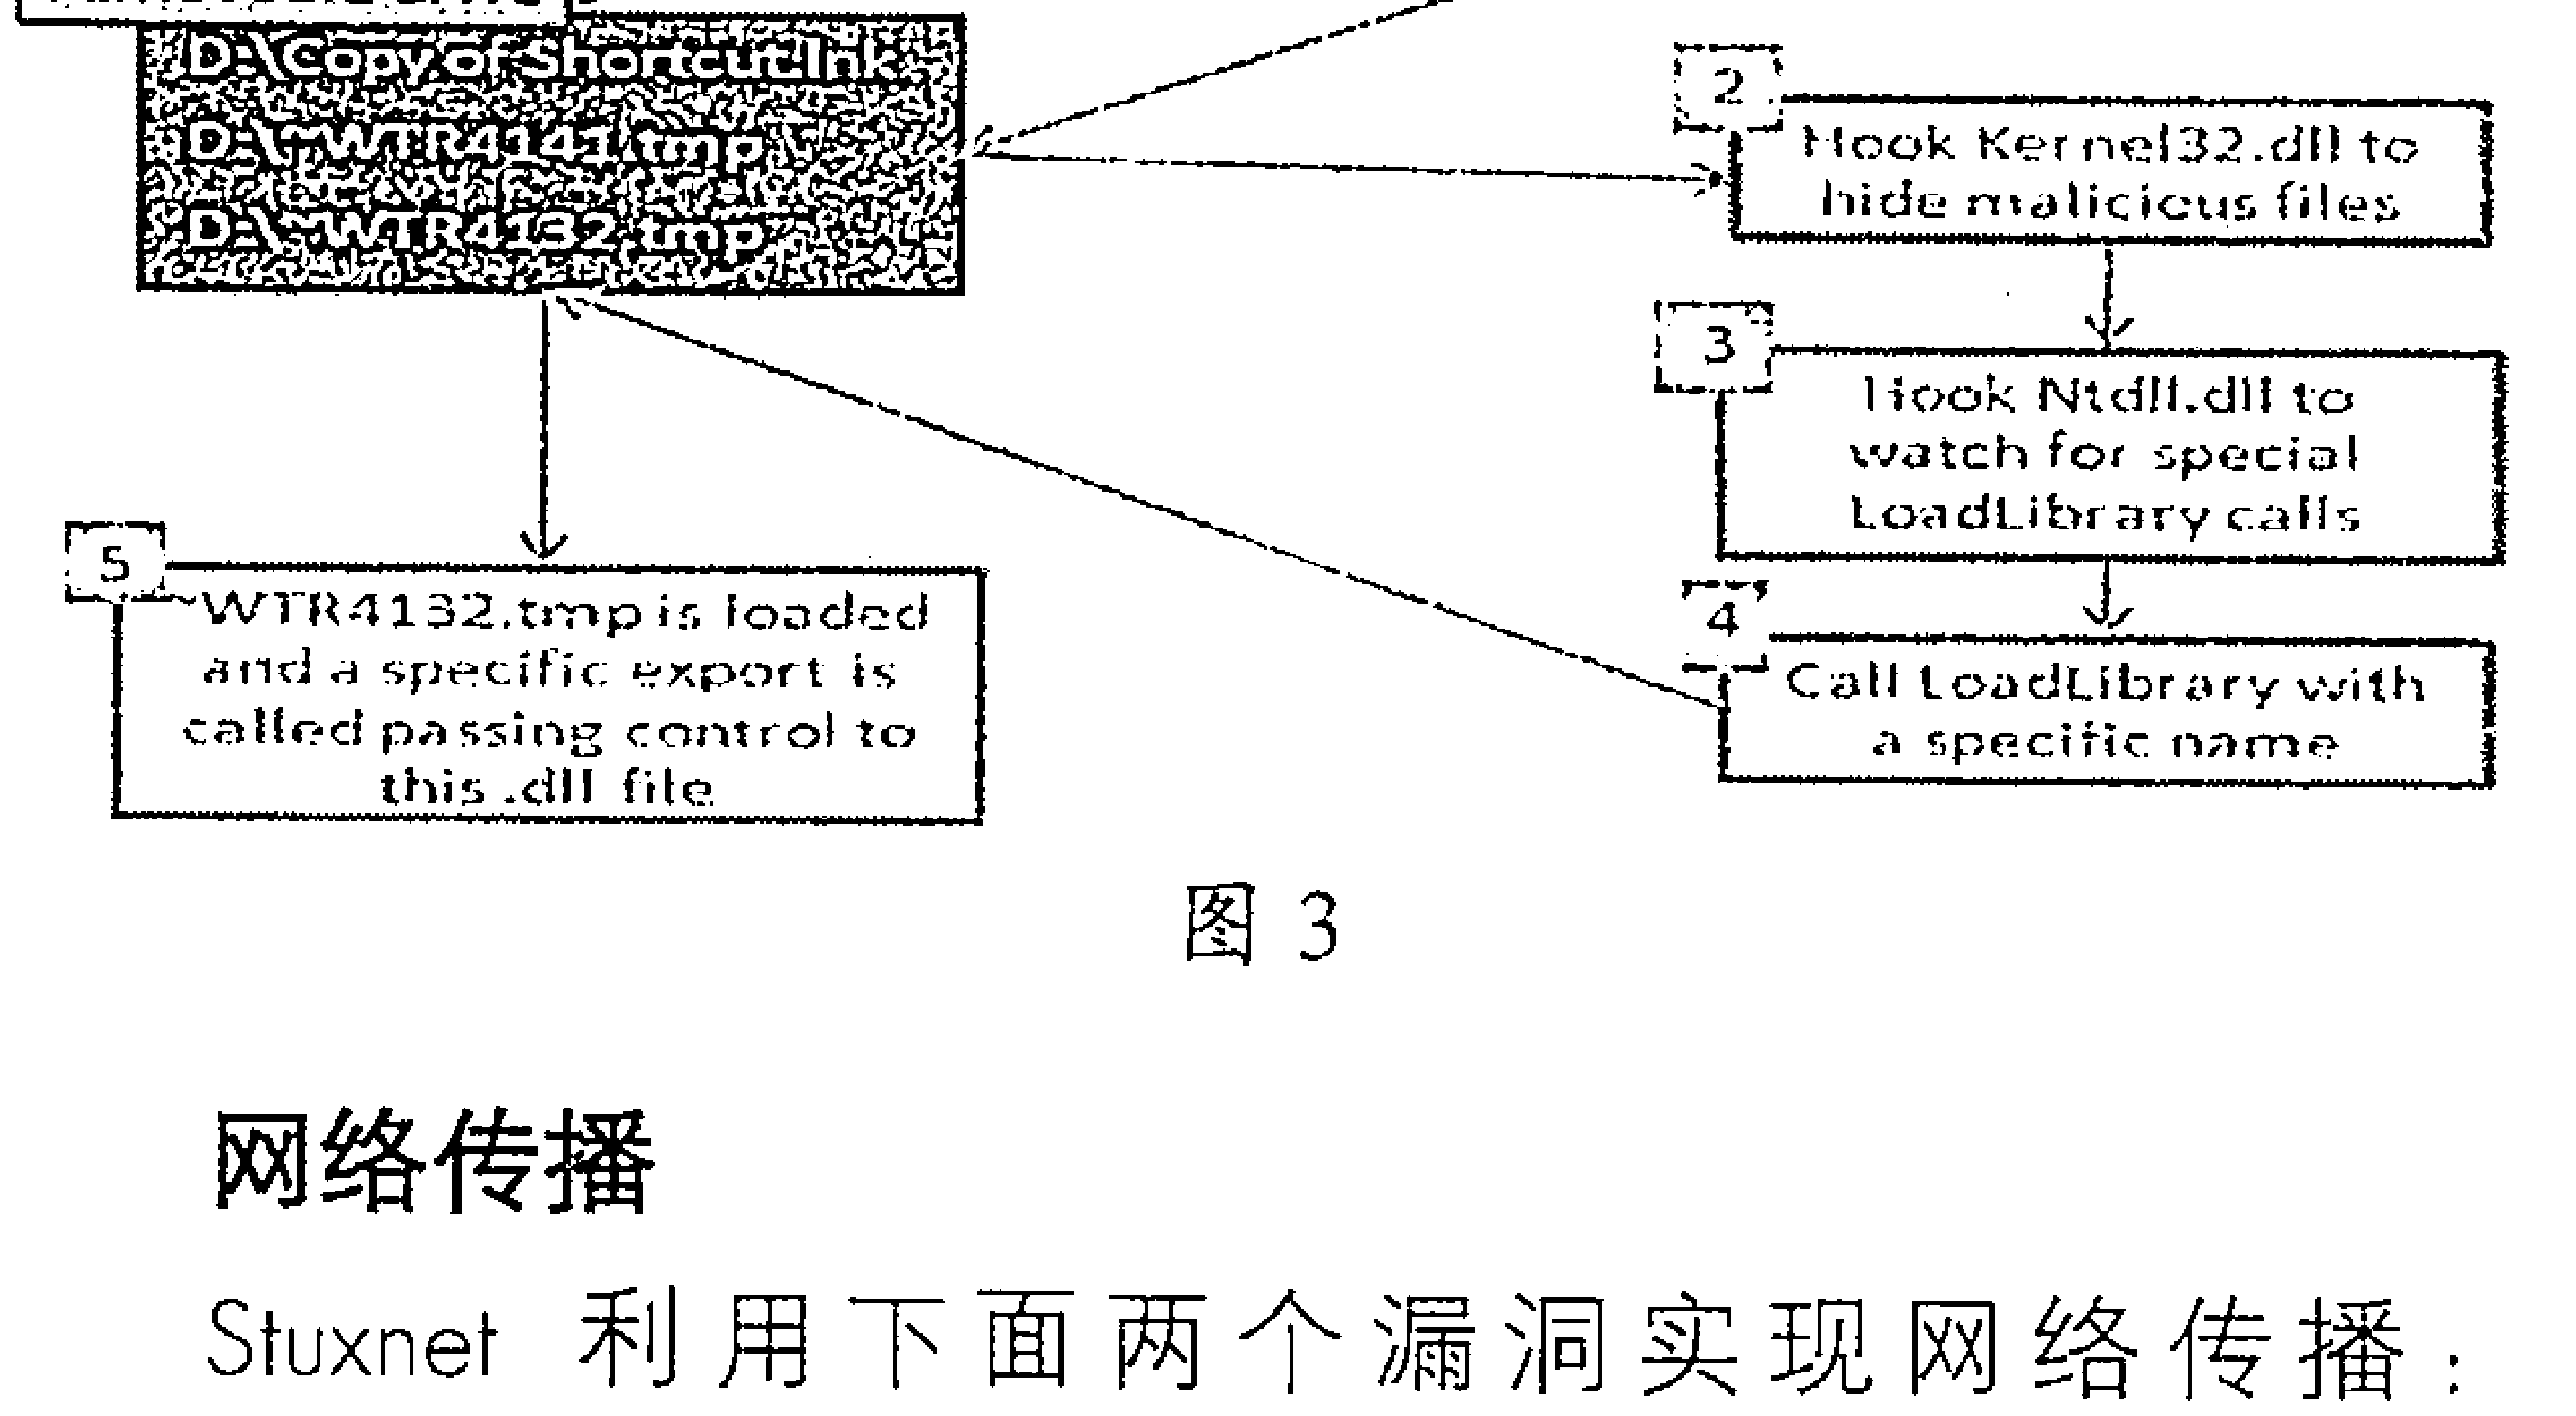 D:\Copy of Shortcut.lnk
D:\~WTR4141.tmp
D:\~WTR4132.tmp
2
Hook Kernel32.dll to
hide malicious files
3
Hook Ntdll.dll to
watch for special
LoadLibrary calls
4
Call LoadLibrary with
a specific name
5
~WTR4132.tmp is loaded
and a specific export is
called passing control to
this .dll file
图 3
网络传播
Stuxnet 利用下面两个漏洞实现网络传播：